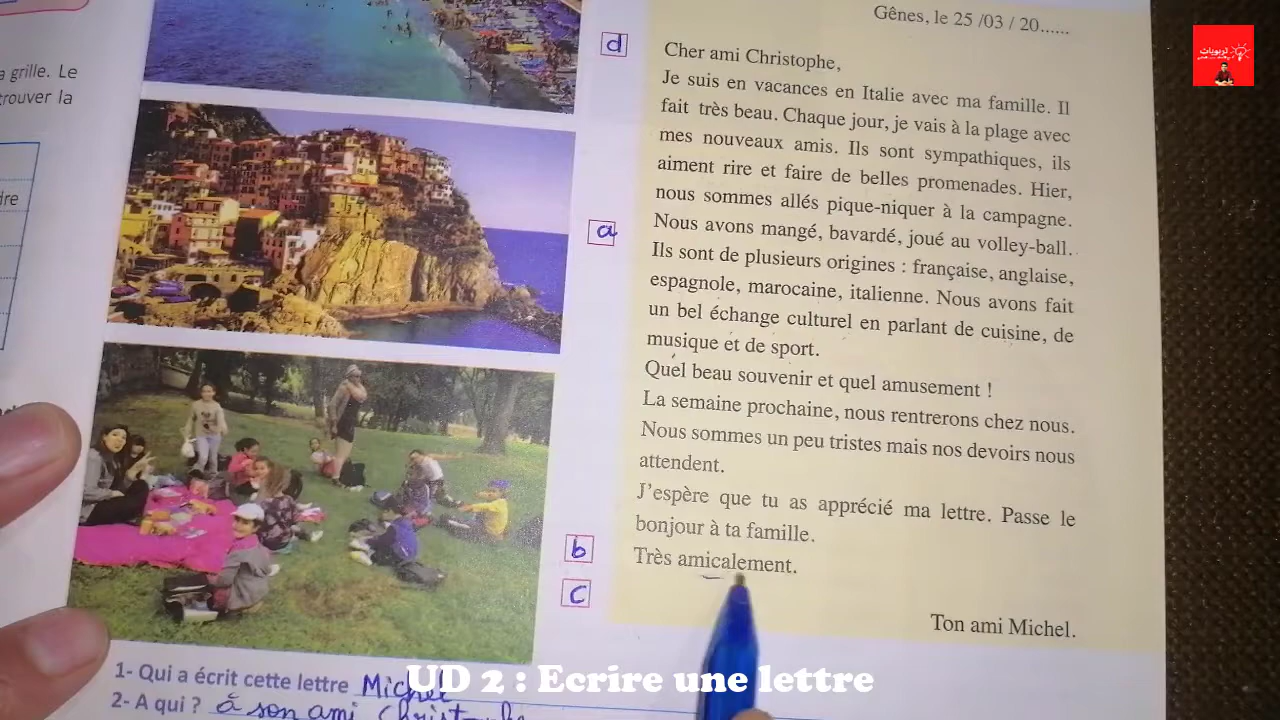 a grille. Le
trouver la
dre
Gênes, le 25 /03 / 20......
d
Cher ami Christophe,
Je suis en vacances en Italie avec ma famille. Il
fait très beau. Chaque jour, je vais à la plage avec
mes nouveaux amis. Ils sont sympathiques, ils
aiment rire et faire de belles promenades. Hier,
nous sommes allés pique-niquer à la campagne.
a
Nous avons mangé, bavardé, joué au volley-ball.
Ils sont de plusieurs origines : française, anglaise,
espagnole, marocaine, italienne. Nous avons fait
un bel échange culturel en parlant de cuisine, de
musique et de sport.
Quel beau souvenir et quel amusement !
La semaine prochaine, nous rentrerons chez nous.
Nous sommes un peu tristes mais nos devoirs nous
attendent.
J'espère que tu as apprécié ma lettre. Passe le
bonjour à ta famille.
b
Très amicalement.
c
Ton ami Michel.
1- Qui a écrit cette lettre Michel
2- A qui ? à son ami Christophe
UD 2 : Ecrire une lettre
تربويات